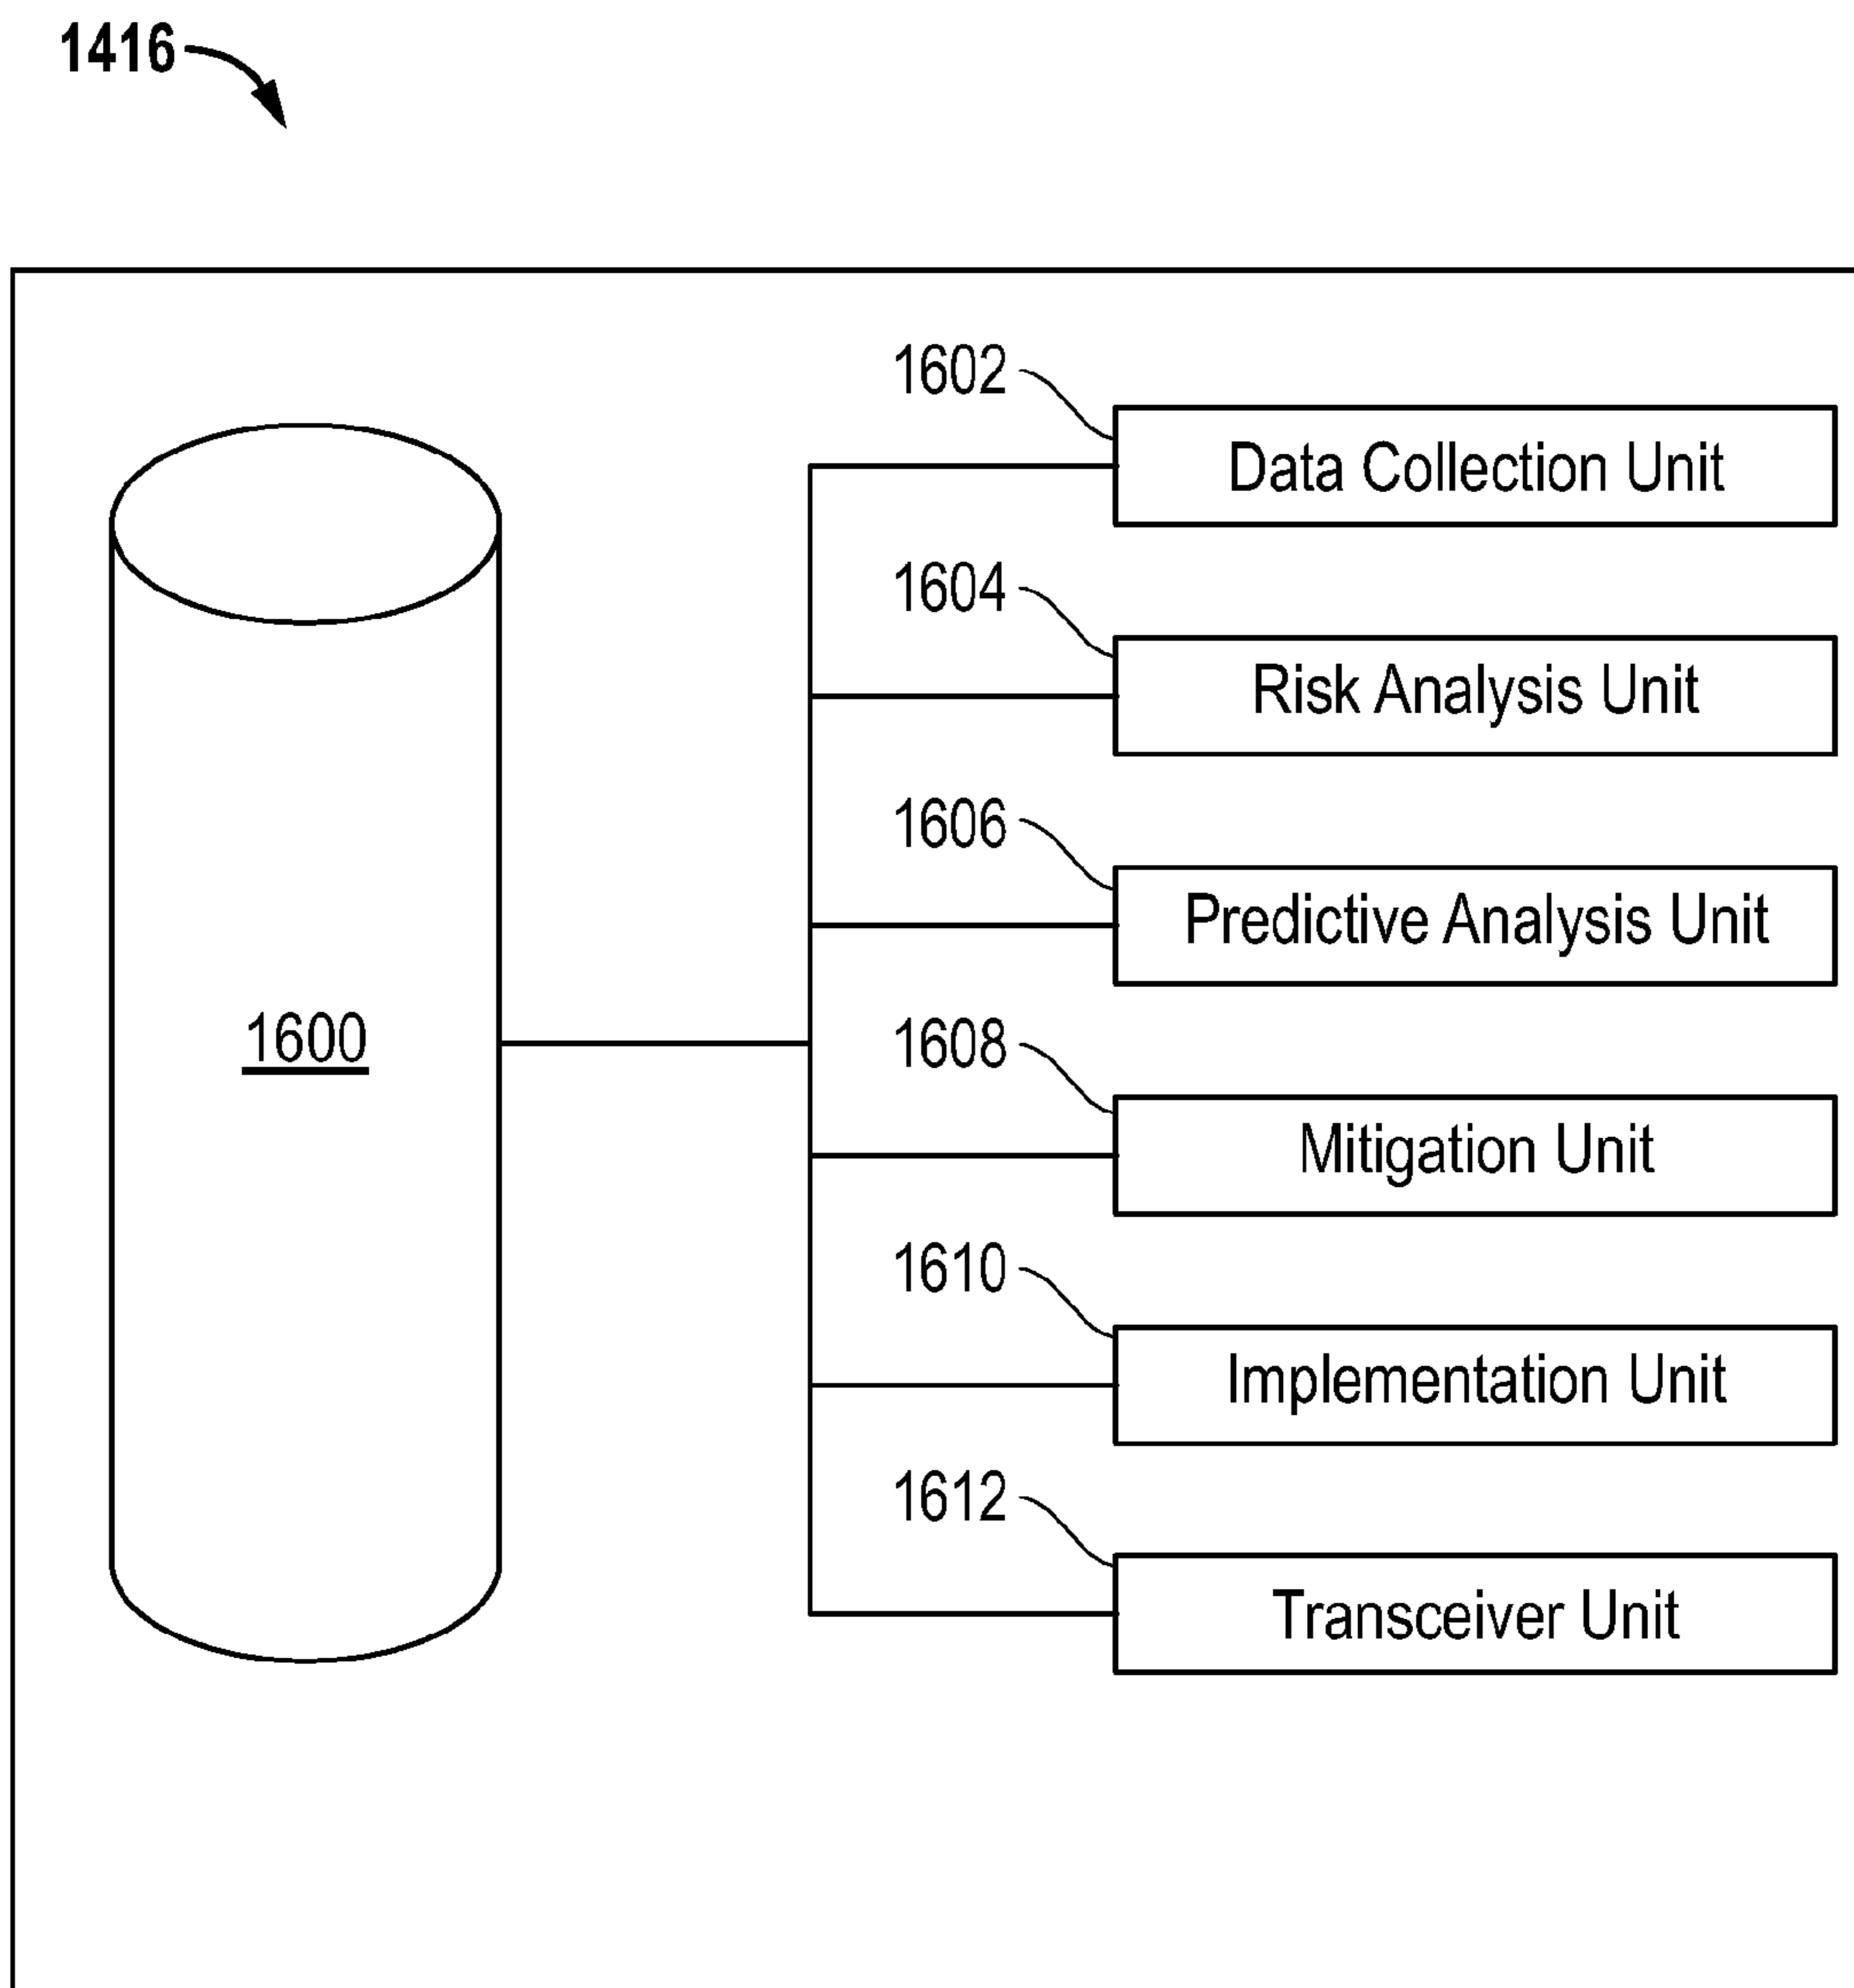 1416
1602
Data Collection Unit
1604
Risk Analysis Unit
1606
Predictive Analysis Unit
1600
1608
Mitigation Unit
1610
Implementation Unit
1612
Transceiver Unit